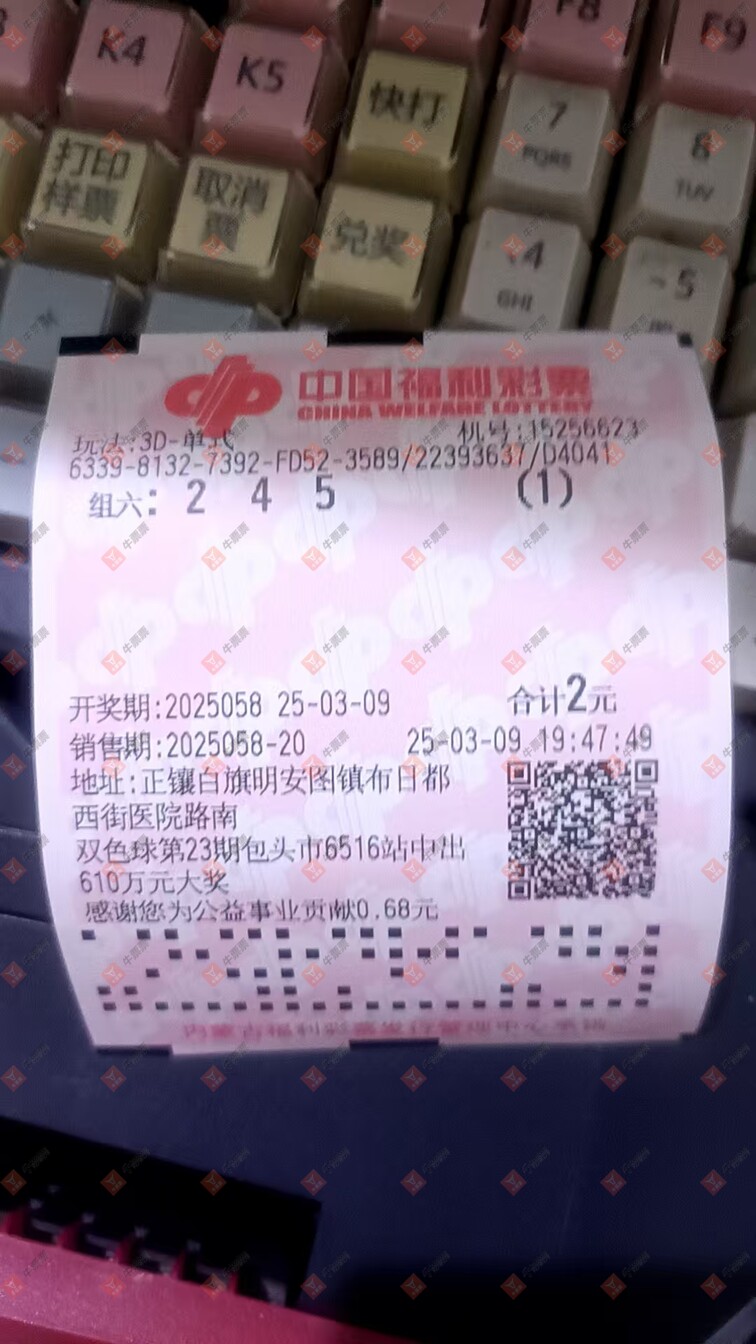 K4
K5
F8
F9
快打
7
PQRS
8
TUV
打印
样票
取消
票
兑奖
4
GHI
5
中国福利彩票
CHINA WELFARE LOTTERY
玩法:3D-单式 机号:15256623
6339-8132-7392-FD52-3589/22393637/D4041
组六: 2 4 5 (1)
开奖期:2025058 25-03-09 合计2元
销售期:2025058-20 25-03-09 19:47:49
地址:正镶白旗明安图镇布日都
西街医院路南
双色球第23期包头市6516站中出
610万元大奖
感谢您为公益事业贡献0.68元